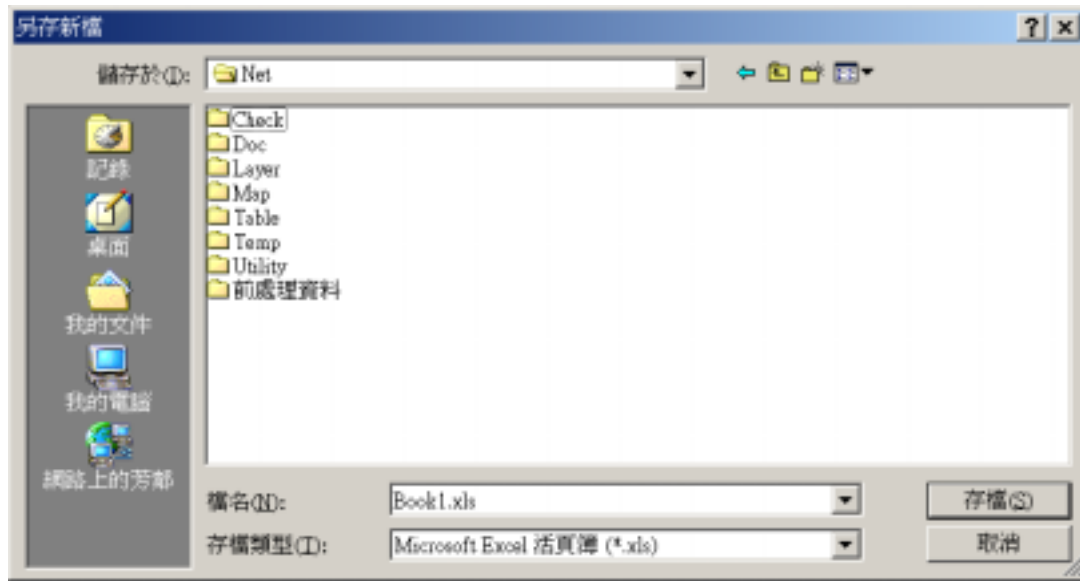 另存新檔
儲存於(I): Net
記錄
桌面
我的文件
我的電腦
網路上的芳鄰
Check
Doc
Layer
Map
Table
Temp
Utility
前處理資料
檔名(N): Book1.xls 存檔(S)
存檔類型(T): Microsoft Excel 活頁簿 (*.xls) 取消